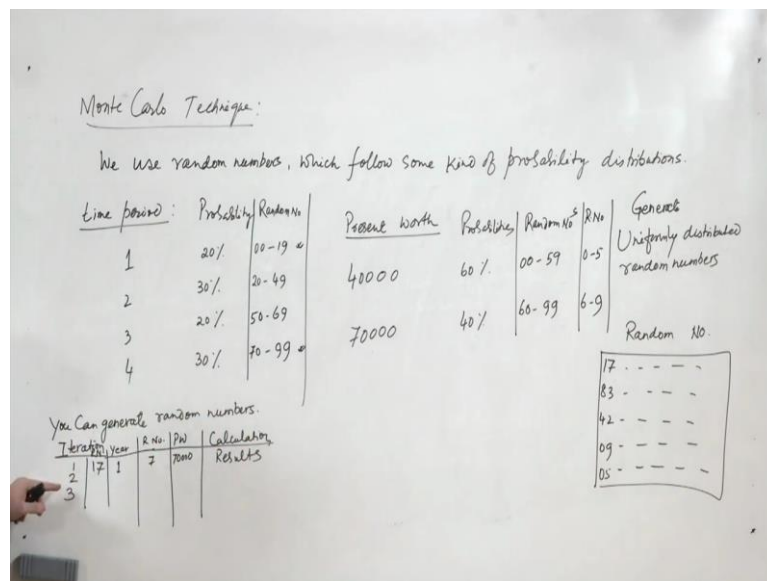 Monte Carlo Technique:
We use random numbers, which follow some kind of probability distributions.
time period: Probability Random No
1 20% 00-19
2 30% 20-49
3 20% 50-69
4 30% 70-99
Present Worth Probabilities Random Nos R No
40000 60% 00-59 0-5
70000 40% 60-99 6-9
Generate
Uniformly distributed
random numbers
Random No.
17
83
42
09
05
You Can generate random numbers.
Iteration Year R No. PW Calculation
1 17 1 7 70000 Results
2
3